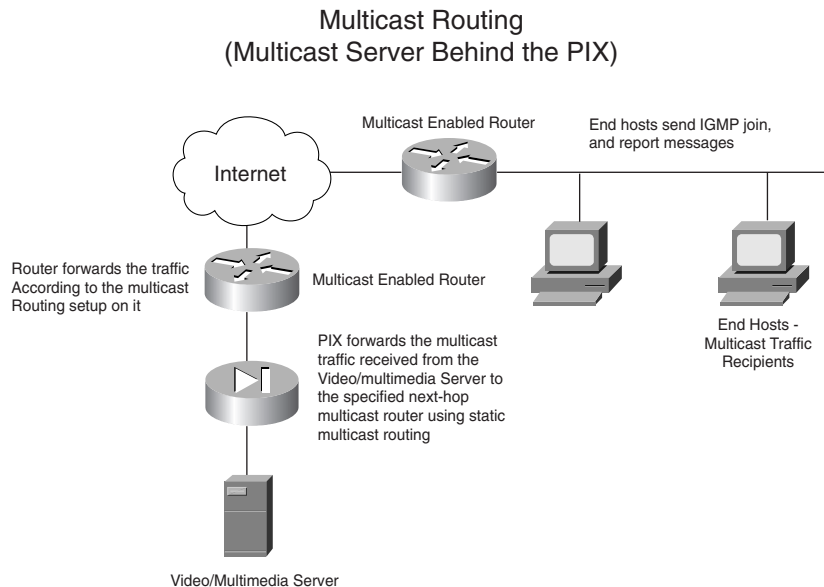 Multicast Routing
(Multicast Server Behind the PIX)
Multicast Enabled Router
End hosts send IGMP join,
and report messages
Internet
Router forwards the traffic
According to the multicast
Routing setup on it
Multicast Enabled Router
End Hosts -
Multicast Traffic
Recipients
PIX forwards the multicast
traffic received from the
Video/multimedia Server to
the specified next-hop
multicast router using static
multicast routing
Video/Multimedia Server